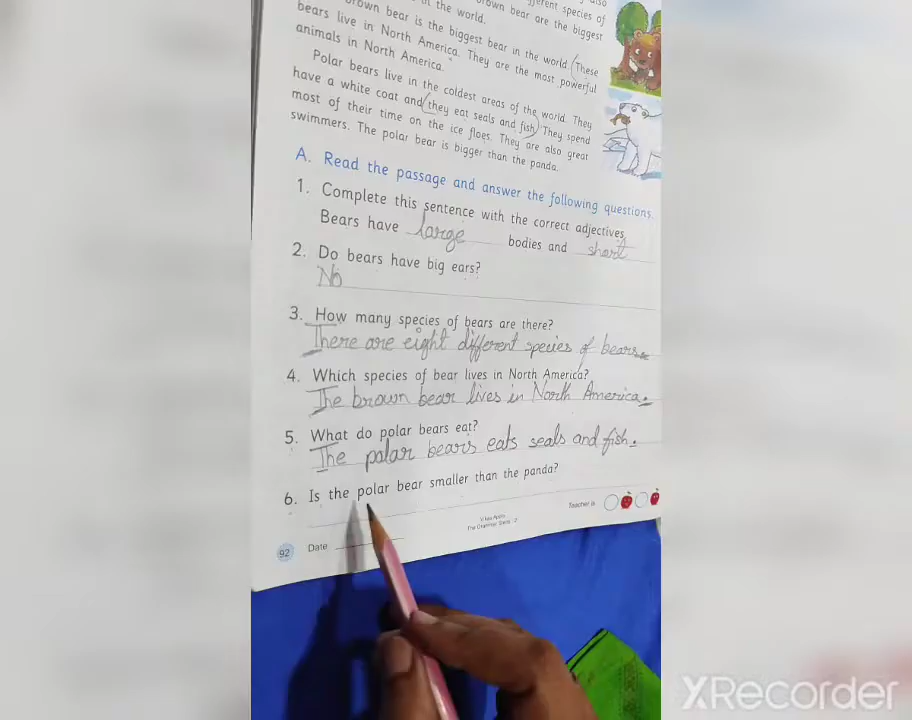 at the world.
brown bear are the biggest
different species of
brown bear is the biggest bear in the world. (These
bears live in North America. They are the most powerful
animals in North America.
Polar bears live in the coldest areas of the world. They
have a white coat and (they eat seals and fish) They spend
most of their time on the ice floes. They are also great
swimmers. The polar bear is bigger than the panda.
A. Read the passage and answer the following questions.
1. Complete this sentence with the correct adjectives.
Bears have large bodies and short
2. Do bears have big ears?
No
3. How many species of bears are there?
There are eight different species of bears
4. Which species of bear lives in North America?
The brown bear lives in North America.
5. What do polar bears eat?
The polar bears eats seals and fish.
6. Is the polar bear smaller than the panda?
Teacher is
The Grammar 2
92 Date
XRecorder